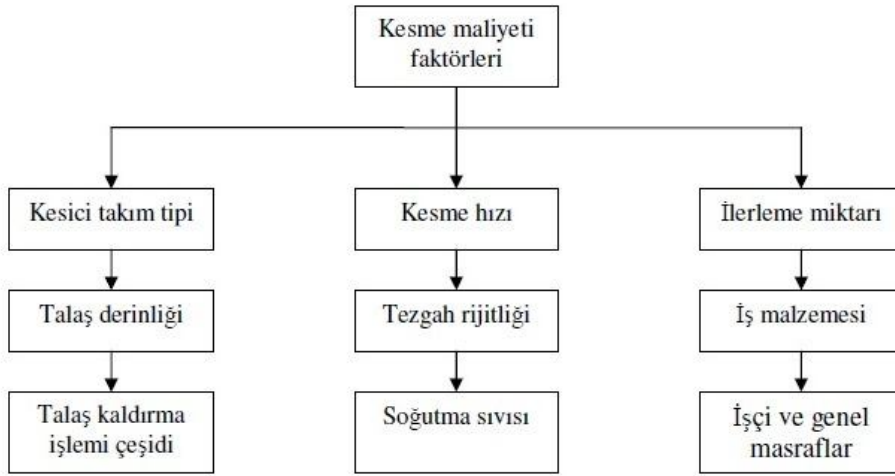 Kesme maliyeti
faktörleri
Kesici takım tipi
Kesme hızı
İlerleme miktarı
Talaş derinliği
Tezgah rijitliği
İş malzemesi
Talaş kaldırma
işlemi çeşidi
Soğutma sıvısı
İşçi ve genel
masraflar